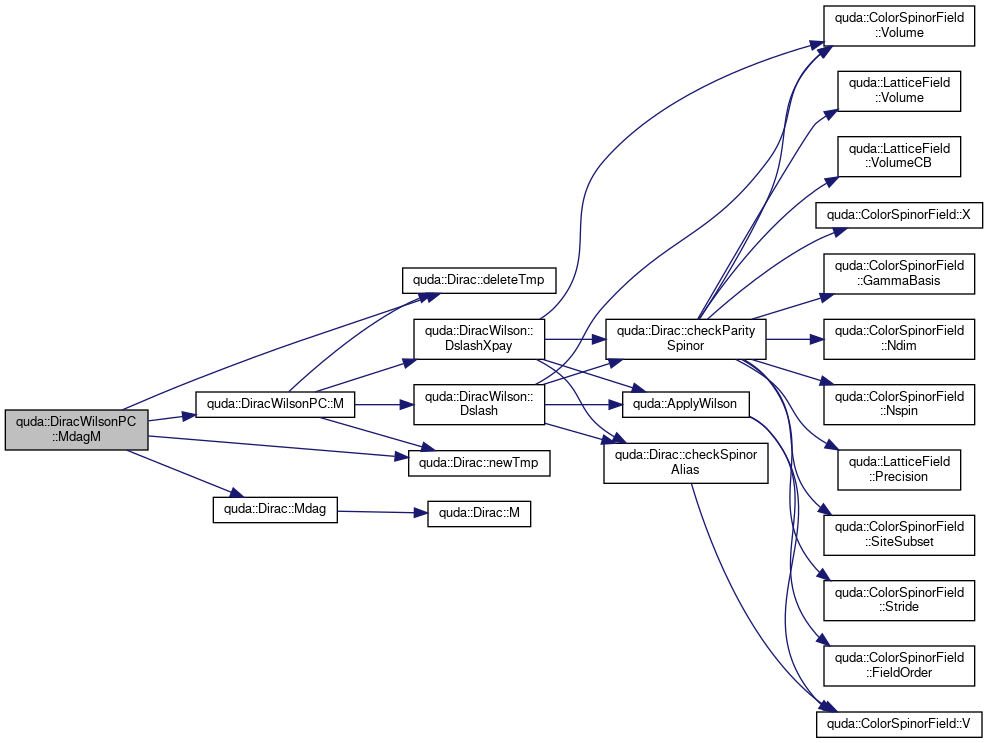 quda::DiracWilsonPC
::MdagM
quda::DiracWilsonPC::M
quda::Dirac::Mdag
quda::Dirac::deleteTmp
quda::DiracWilson::
DslashXpay
quda::DiracWilson::
Dslash
quda::Dirac::newTmp
quda::Dirac::M
quda::Dirac::checkParity
Spinor
quda::ApplyWilson
quda::Dirac::checkSpinor
Alias
quda::ColorSpinorField
::Volume
quda::LatticeField
::Volume
quda::LatticeField
::VolumeCB
quda::ColorSpinorField::X
quda::ColorSpinorField
::GammaBasis
quda::ColorSpinorField
::Ndim
quda::ColorSpinorField
::Nspin
quda::LatticeField
::Precision
quda::ColorSpinorField
::SiteSubset
quda::ColorSpinorField
::Stride
quda::ColorSpinorField
::FieldOrder
quda::ColorSpinorField::V